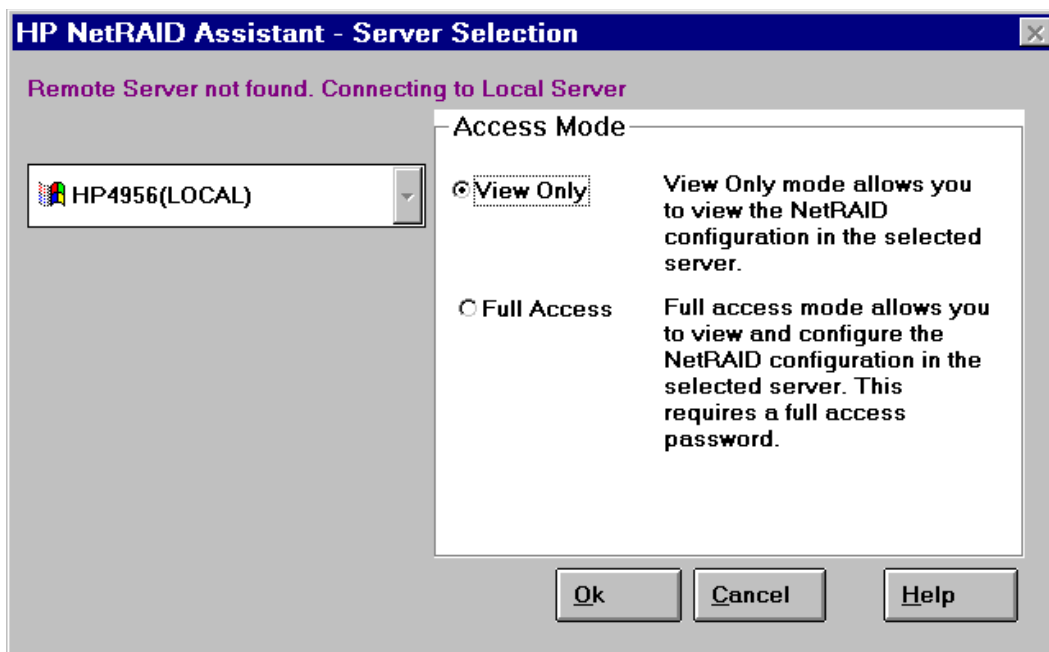 HP NetRAID Assistant - Server Selection
Remote Server not found. Connecting to Local Server
HP4956(LOCAL)
Access Mode
View Only
View Only mode allows you
to view the NetRAID
configuration in the selected
server.
Full Access
Full access mode allows you
to view and configure the
NetRAID configuration in the
selected server. This
requires a full access
password.
Ok
Cancel
Help